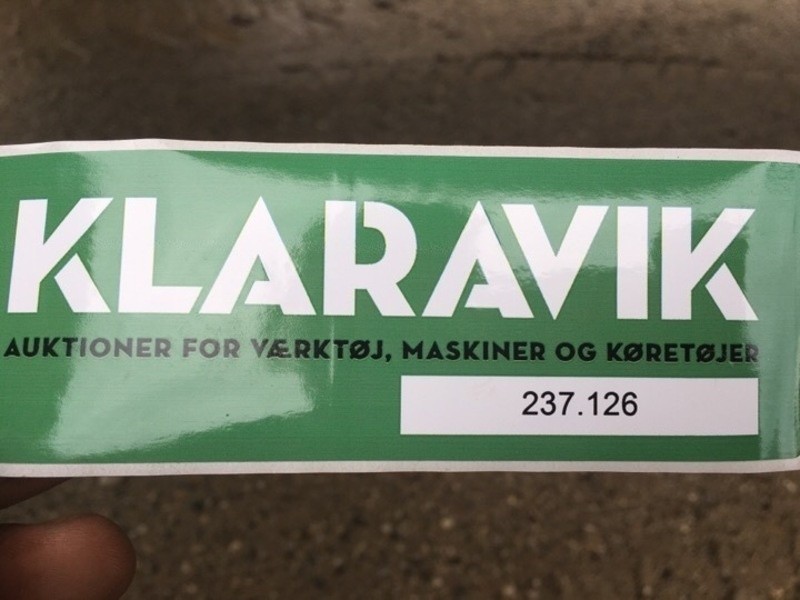 KLARAVIK
AUKTIONER FOR VÆRKTØJ, MASKINER OG KØRETØJER
237.126